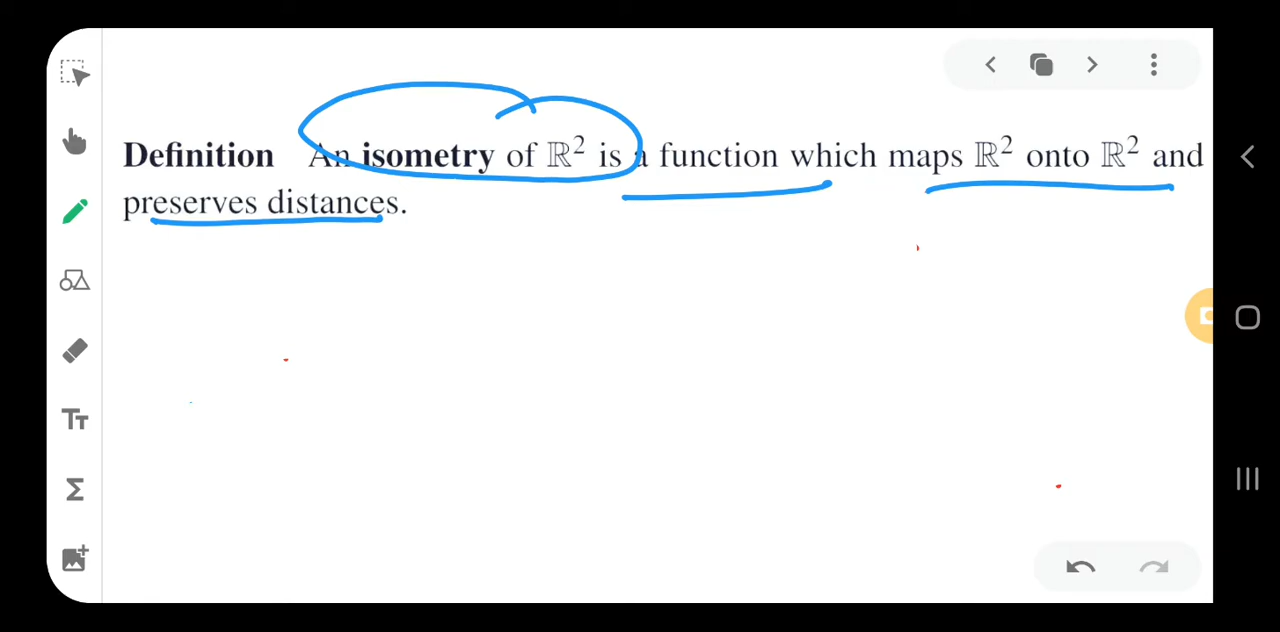 Definition An isometry of ℝ² is a function which maps ℝ² onto ℝ² and
preserves distances.